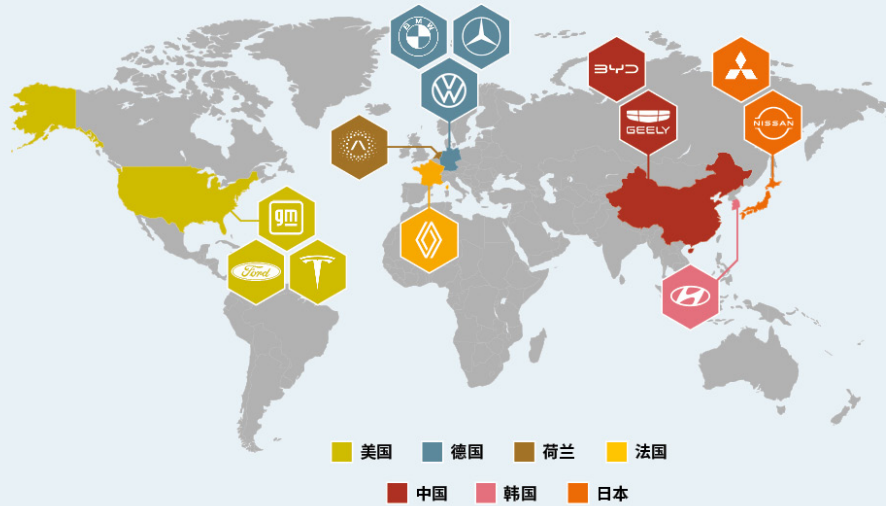 BMW
BYD
GEELY
NISSAN
gm
Ford
美国 德国 荷兰 法国
中国 韩国 日本